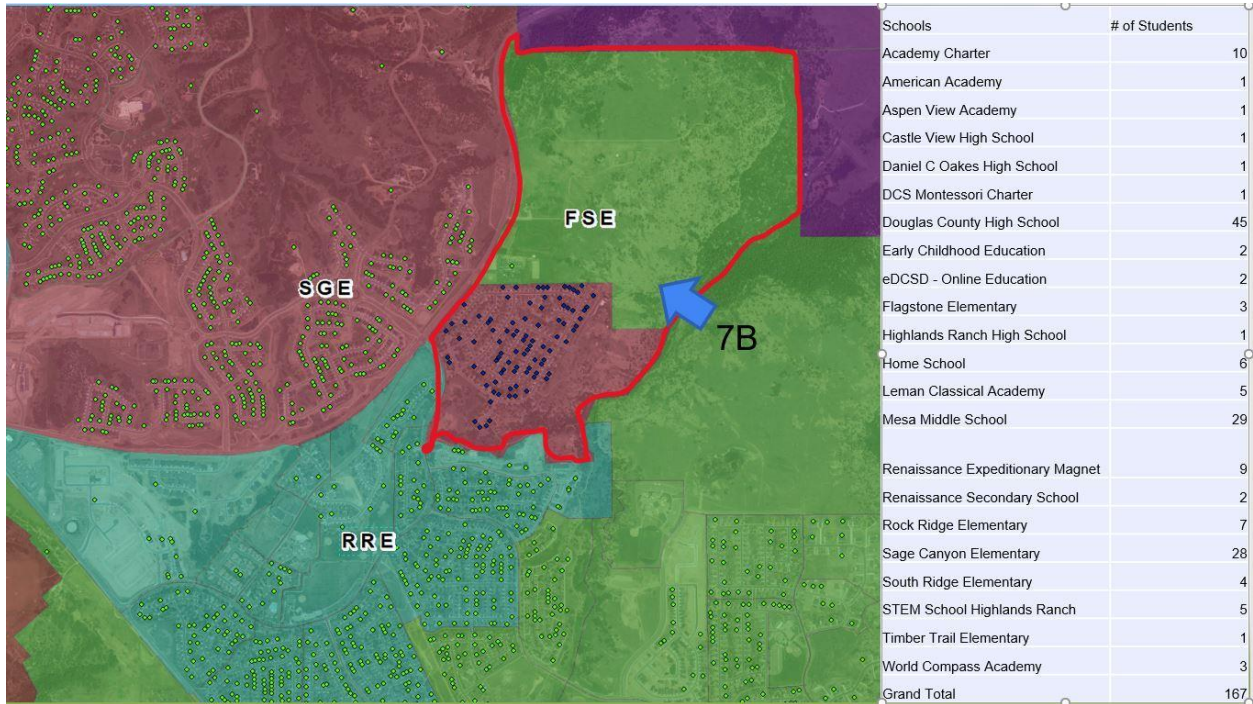 FSE
SGE
7B
RRE
Schools # of Students
Academy Charter 10
American Academy 1
Aspen View Academy 1
Castle View High School 1
Daniel C Oakes High School 1
DCS Montessori Charter 1
Douglas County High School 45
Early Childhood Education 2
eDCSD - Online Education 2
Flagstone Elementary 3
Highlands Ranch High School 1
Home School 6
Leman Classical Academy 5
Mesa Middle School 29
Renaissance Expeditionary Magnet 9
Renaissance Secondary School 2
Rock Ridge Elementary 7
Sage Canyon Elementary 28
South Ridge Elementary 4
STEM School Highlands Ranch 5
Timber Trail Elementary 1
World Compass Academy 3
Grand Total 167